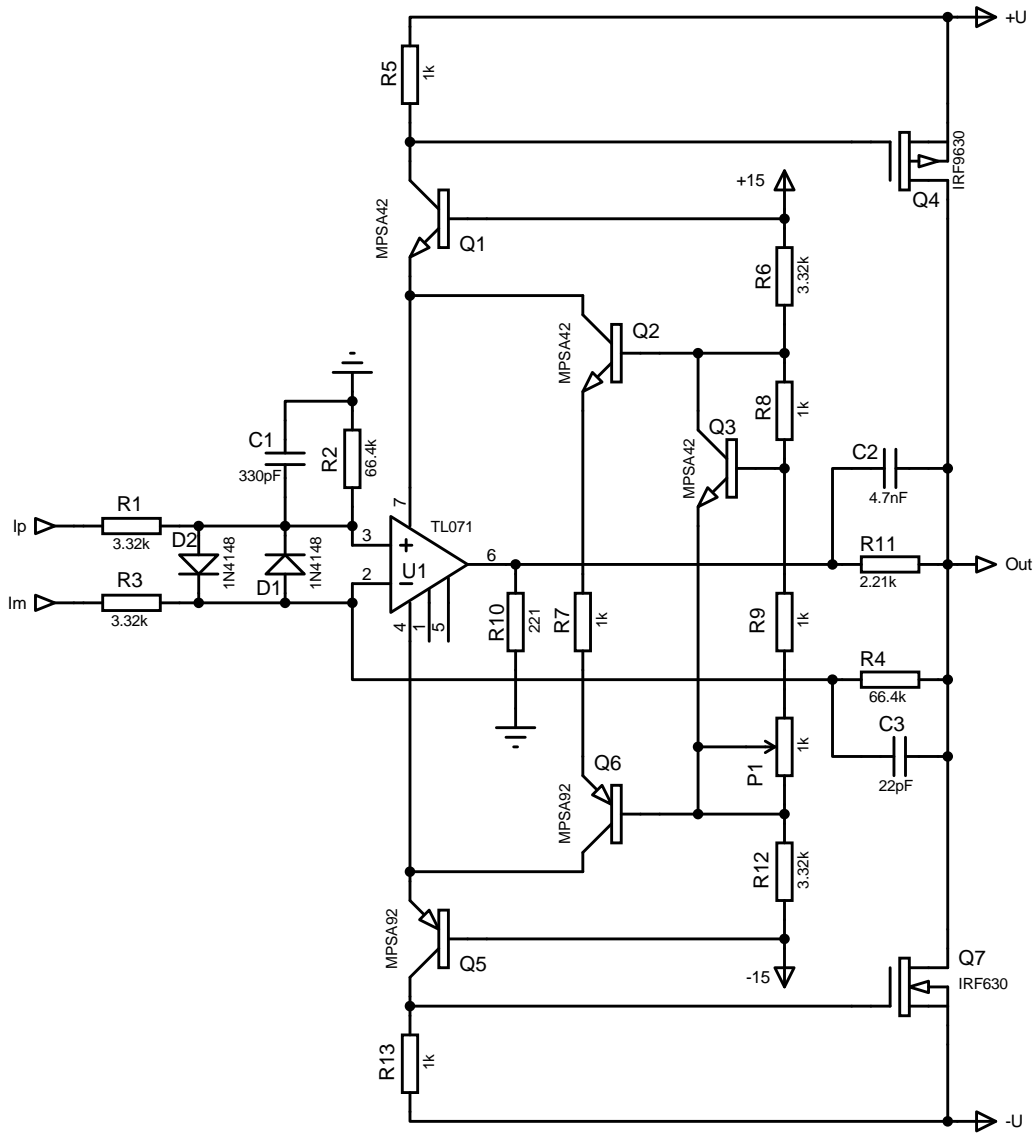 +U
R5
1k
IRF9630
Q4
+15
MPSA42
Q1
R6
3.32k
MPSA42
Q2
R8
1k
C1
330pF
R2
66.4k
MPSA42
Q3
C2
4.7nF
Ip
R1
3.32k
D2
1N4148
D1
1N4148
7
TL071
3
+
U1
2
−
6
4
1
5
R11
2.21k
Out
Im
R3
3.32k
R10
221
R7
1k
R9
1k
R4
66.4k
C3
22pF
P1
1k
MPSA92
Q6
R12
3.32k
MPSA92
Q5
-15
Q7
IRF630
R13
1k
-U